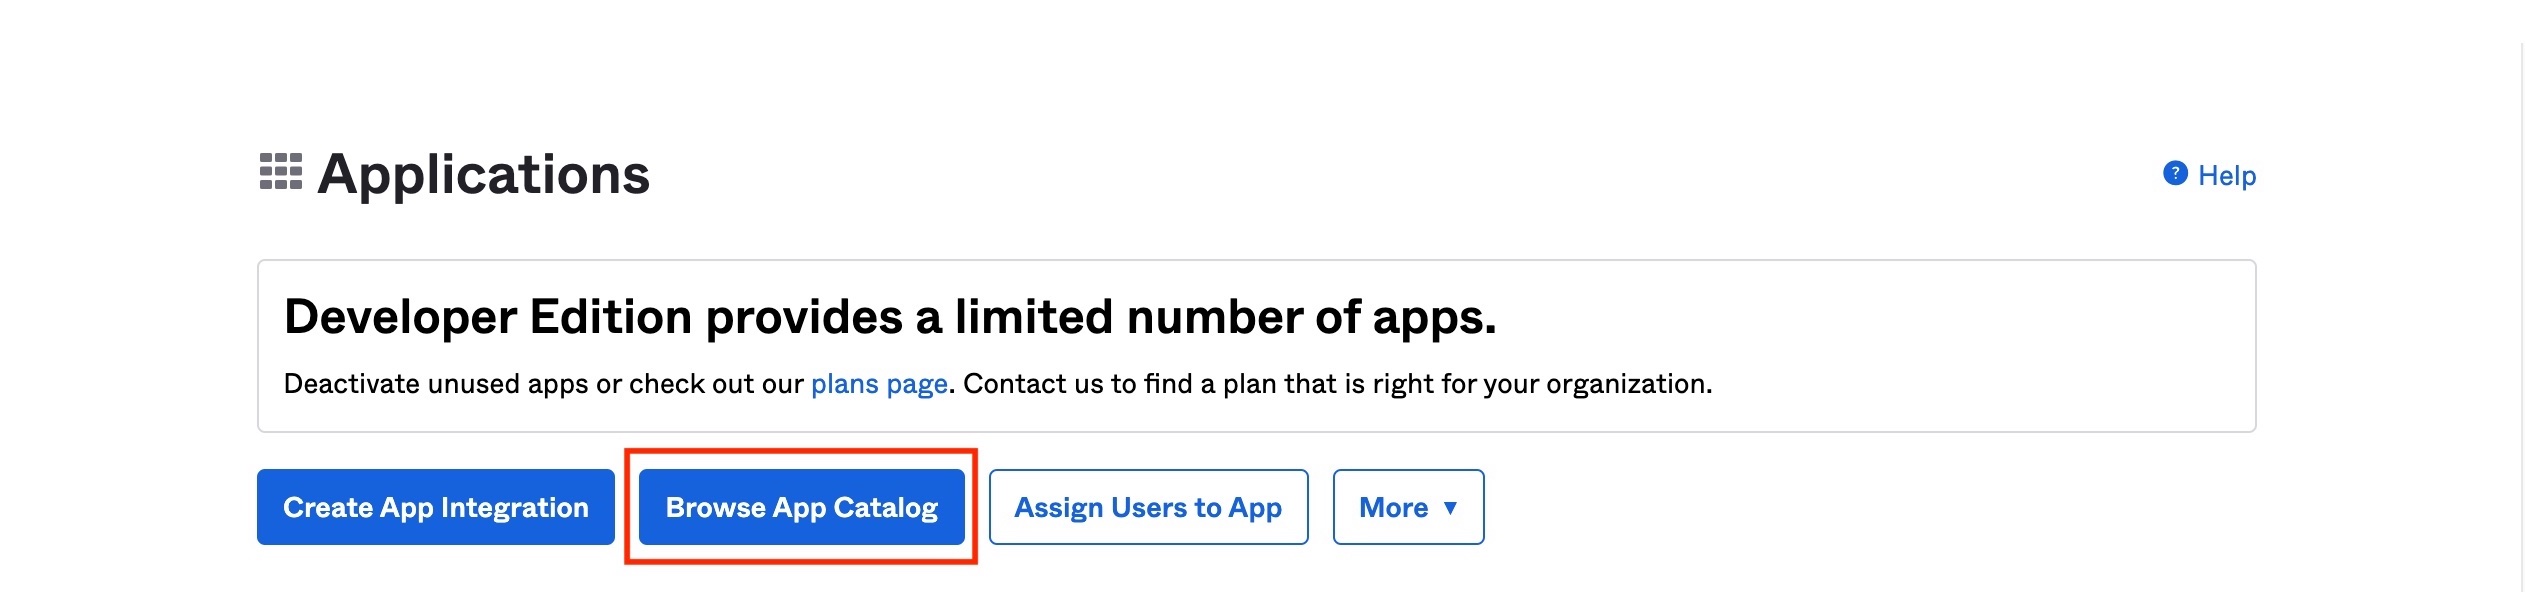 Applications
? Help
Developer Edition provides a limited number of apps.
Deactivate unused apps or check out our plans page. Contact us to find a plan that is right for your organization.
Create App Integration
Browse App Catalog
Assign Users to App
More ▼